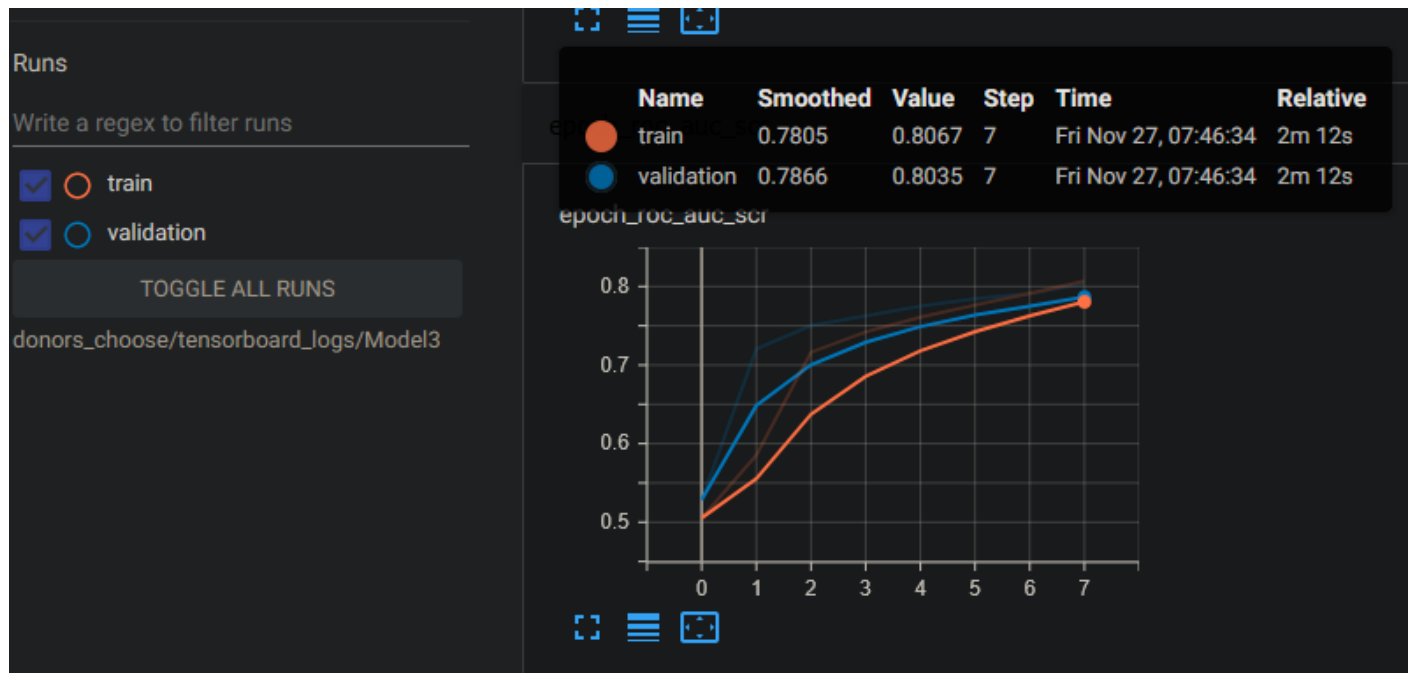 Runs
Write a regex to filter runs
train
validation
TOGGLE ALL RUNS
donors_choose/tensorboard_logs/Model3
Name Smoothed Value Step Time Relative
train 0.7805 0.8067 7 Fri Nov 27, 07:46:34 2m 12s
validation 0.7866 0.8035 7 Fri Nov 27, 07:46:34 2m 12s
epoch_roc_auc_scr
0.8
0.7
0.6
0.5
0 1 2 3 4 5 6 7